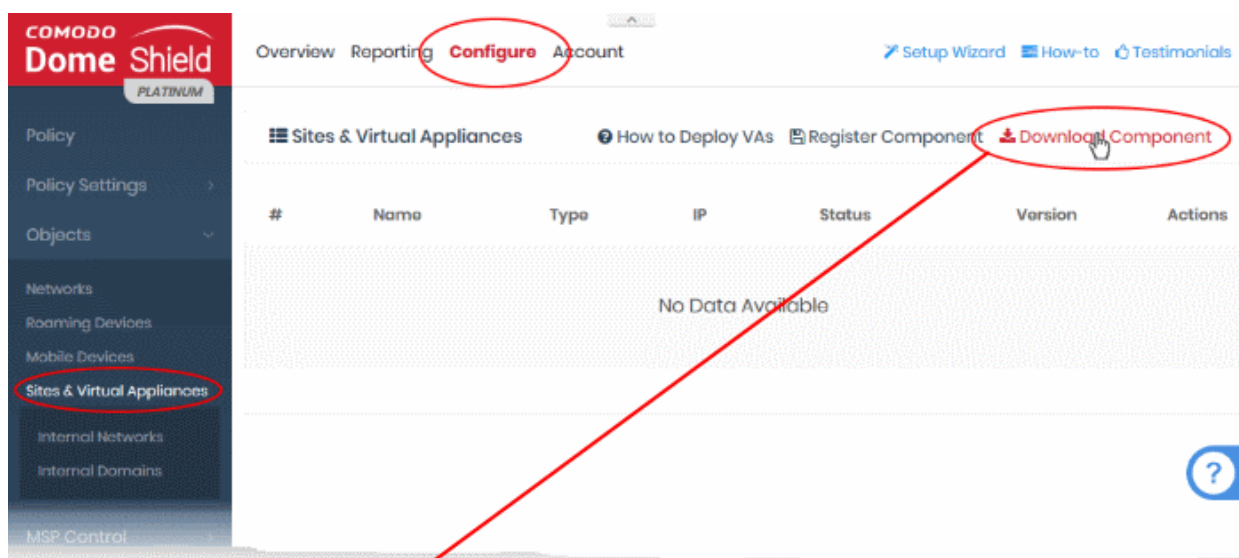 COMODO
Dome Shield
PLATINUM
Overview Reporting Configure Account
Setup Wizard How-to Testimonials
Policy
Policy Settings
Objects
Networks
Roaming Devices
Mobile Devices
Sites & Virtual Appliances
Internal Networks
Internal Domains
MSP Control
Sites & Virtual Appliances
How to Deploy VAs Register Component Download Component
# Name Type IP Status Version Actions
No Data Available
?